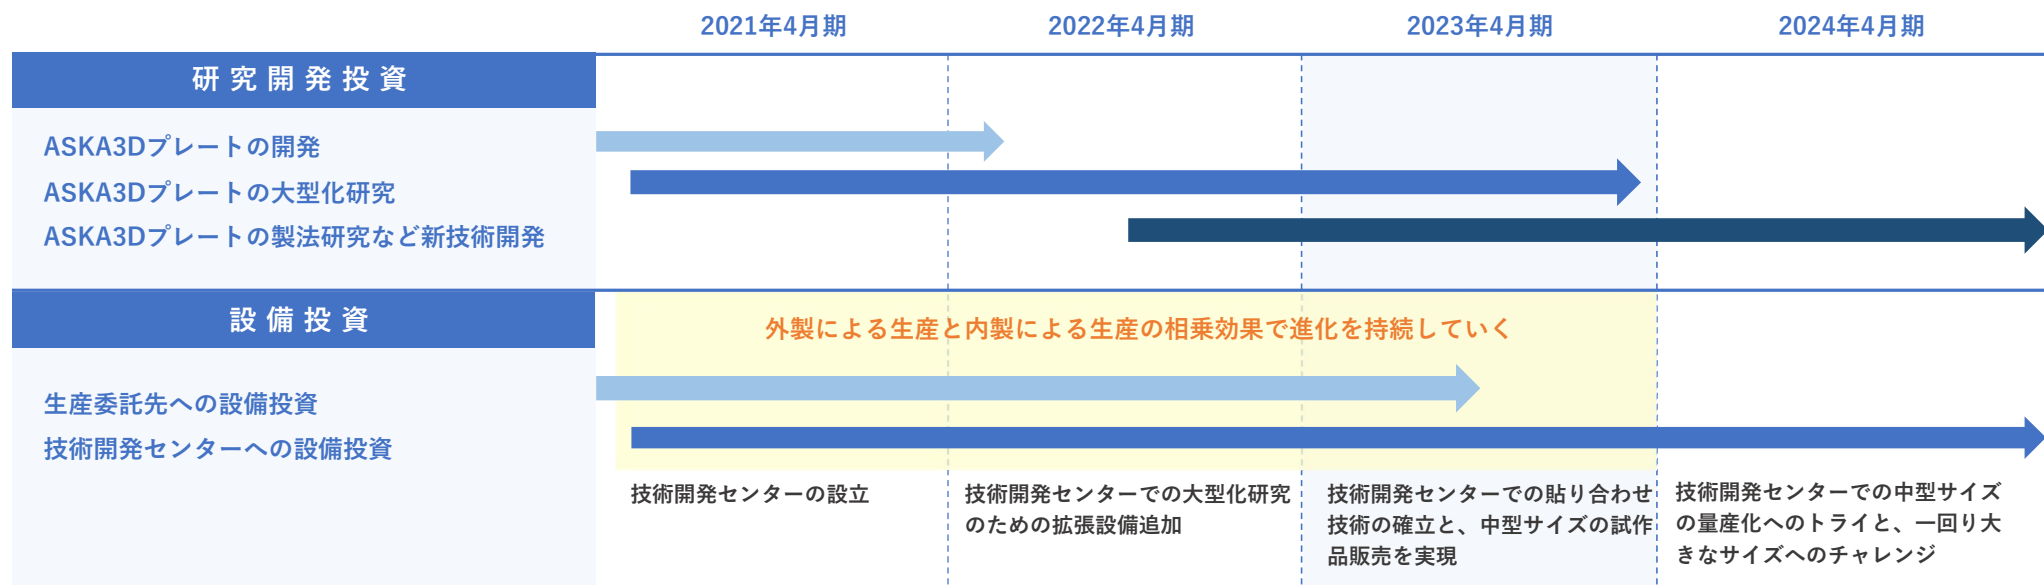 2021年4月期
2022年4月期
2023年4月期
2024年4月期
研究開発投資
ASKA3Dプレートの開発
ASKA3Dプレートの大型化研究
ASKA3Dプレートの製法研究など新技術開発
設備投資
外製による生産と内製による生産の相乗効果で進化を持続していく
生産委託先への設備投資
技術開発センターへの設備投資
技術開発センターの設立
技術開発センターでの大型化研究
のための拡張設備追加
技術開発センターでの貼り合わせ
技術の確立と、中型サイズの試作
品販売を実現
技術開発センターでの中型サイズ
の量産化へのトライと、一回り大
きなサイズへのチャレンジ